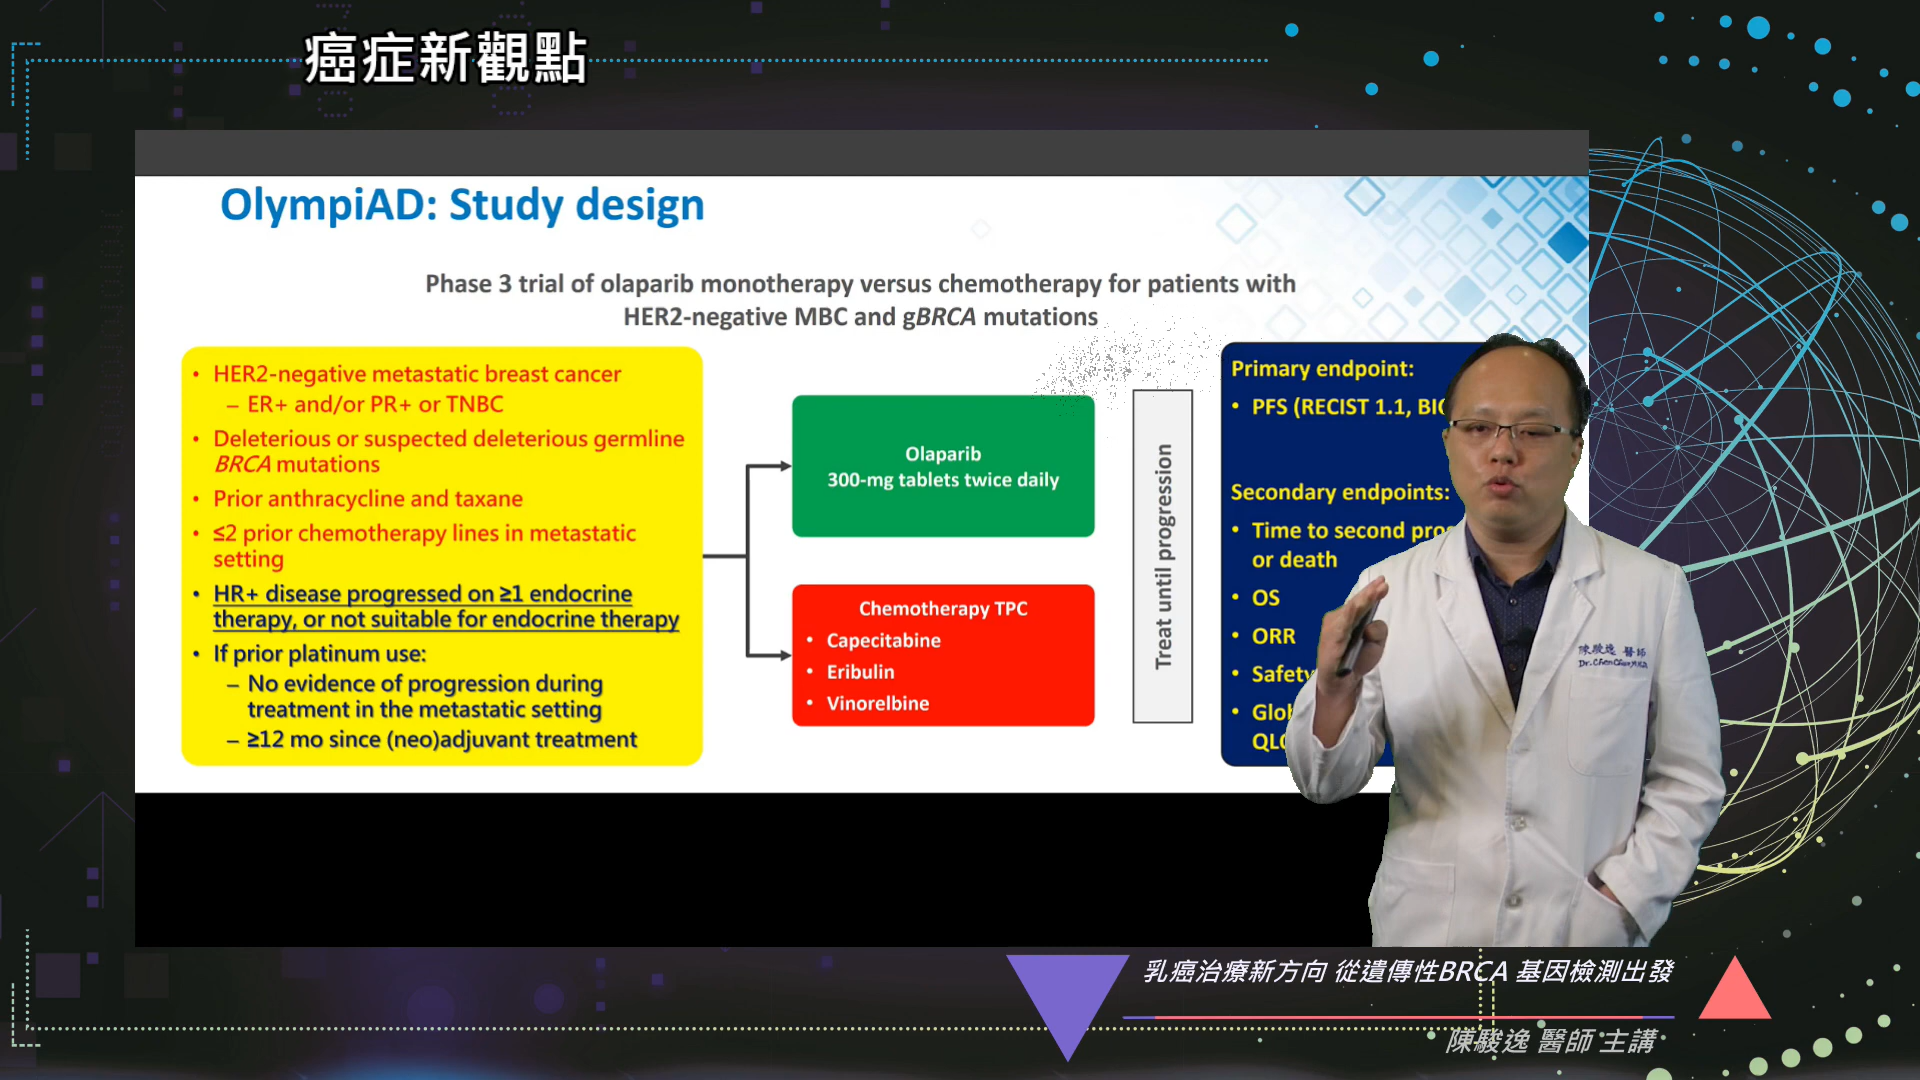 癌症新觀點
OlympiAD: Study design
Phase 3 trial of olaparib monotherapy versus chemotherapy for patients with
HER2-negative MBC and gBRCA mutations
• HER2-negative metastatic breast cancer
– ER+ and/or PR+ or TNBC
• Deleterious or suspected deleterious germline
BRCA mutations
• Prior anthracycline and taxane
• ≤2 prior chemotherapy lines in metastatic
setting
• HR+ disease progressed on ≥1 endocrine
therapy, or not suitable for endocrine therapy
• If prior platinum use:
– No evidence of progression during
treatment in the metastatic setting
– ≥12 mo since (neo)adjuvant treatment
Olaparib
300-mg tablets twice daily
Chemotherapy TPC
• Capecitabine
• Eribulin
• Vinorelbine
Treat until progression
Primary endpoint:
• PFS (RECIST 1.1,
Secondary endpoints:
• Time to second
or death
• OS
• ORR
• Safety
陳駿逸 醫師
乳癌治療新方向 從遺傳性BRCA 基因檢測出發
陳駿逸 醫師 主講